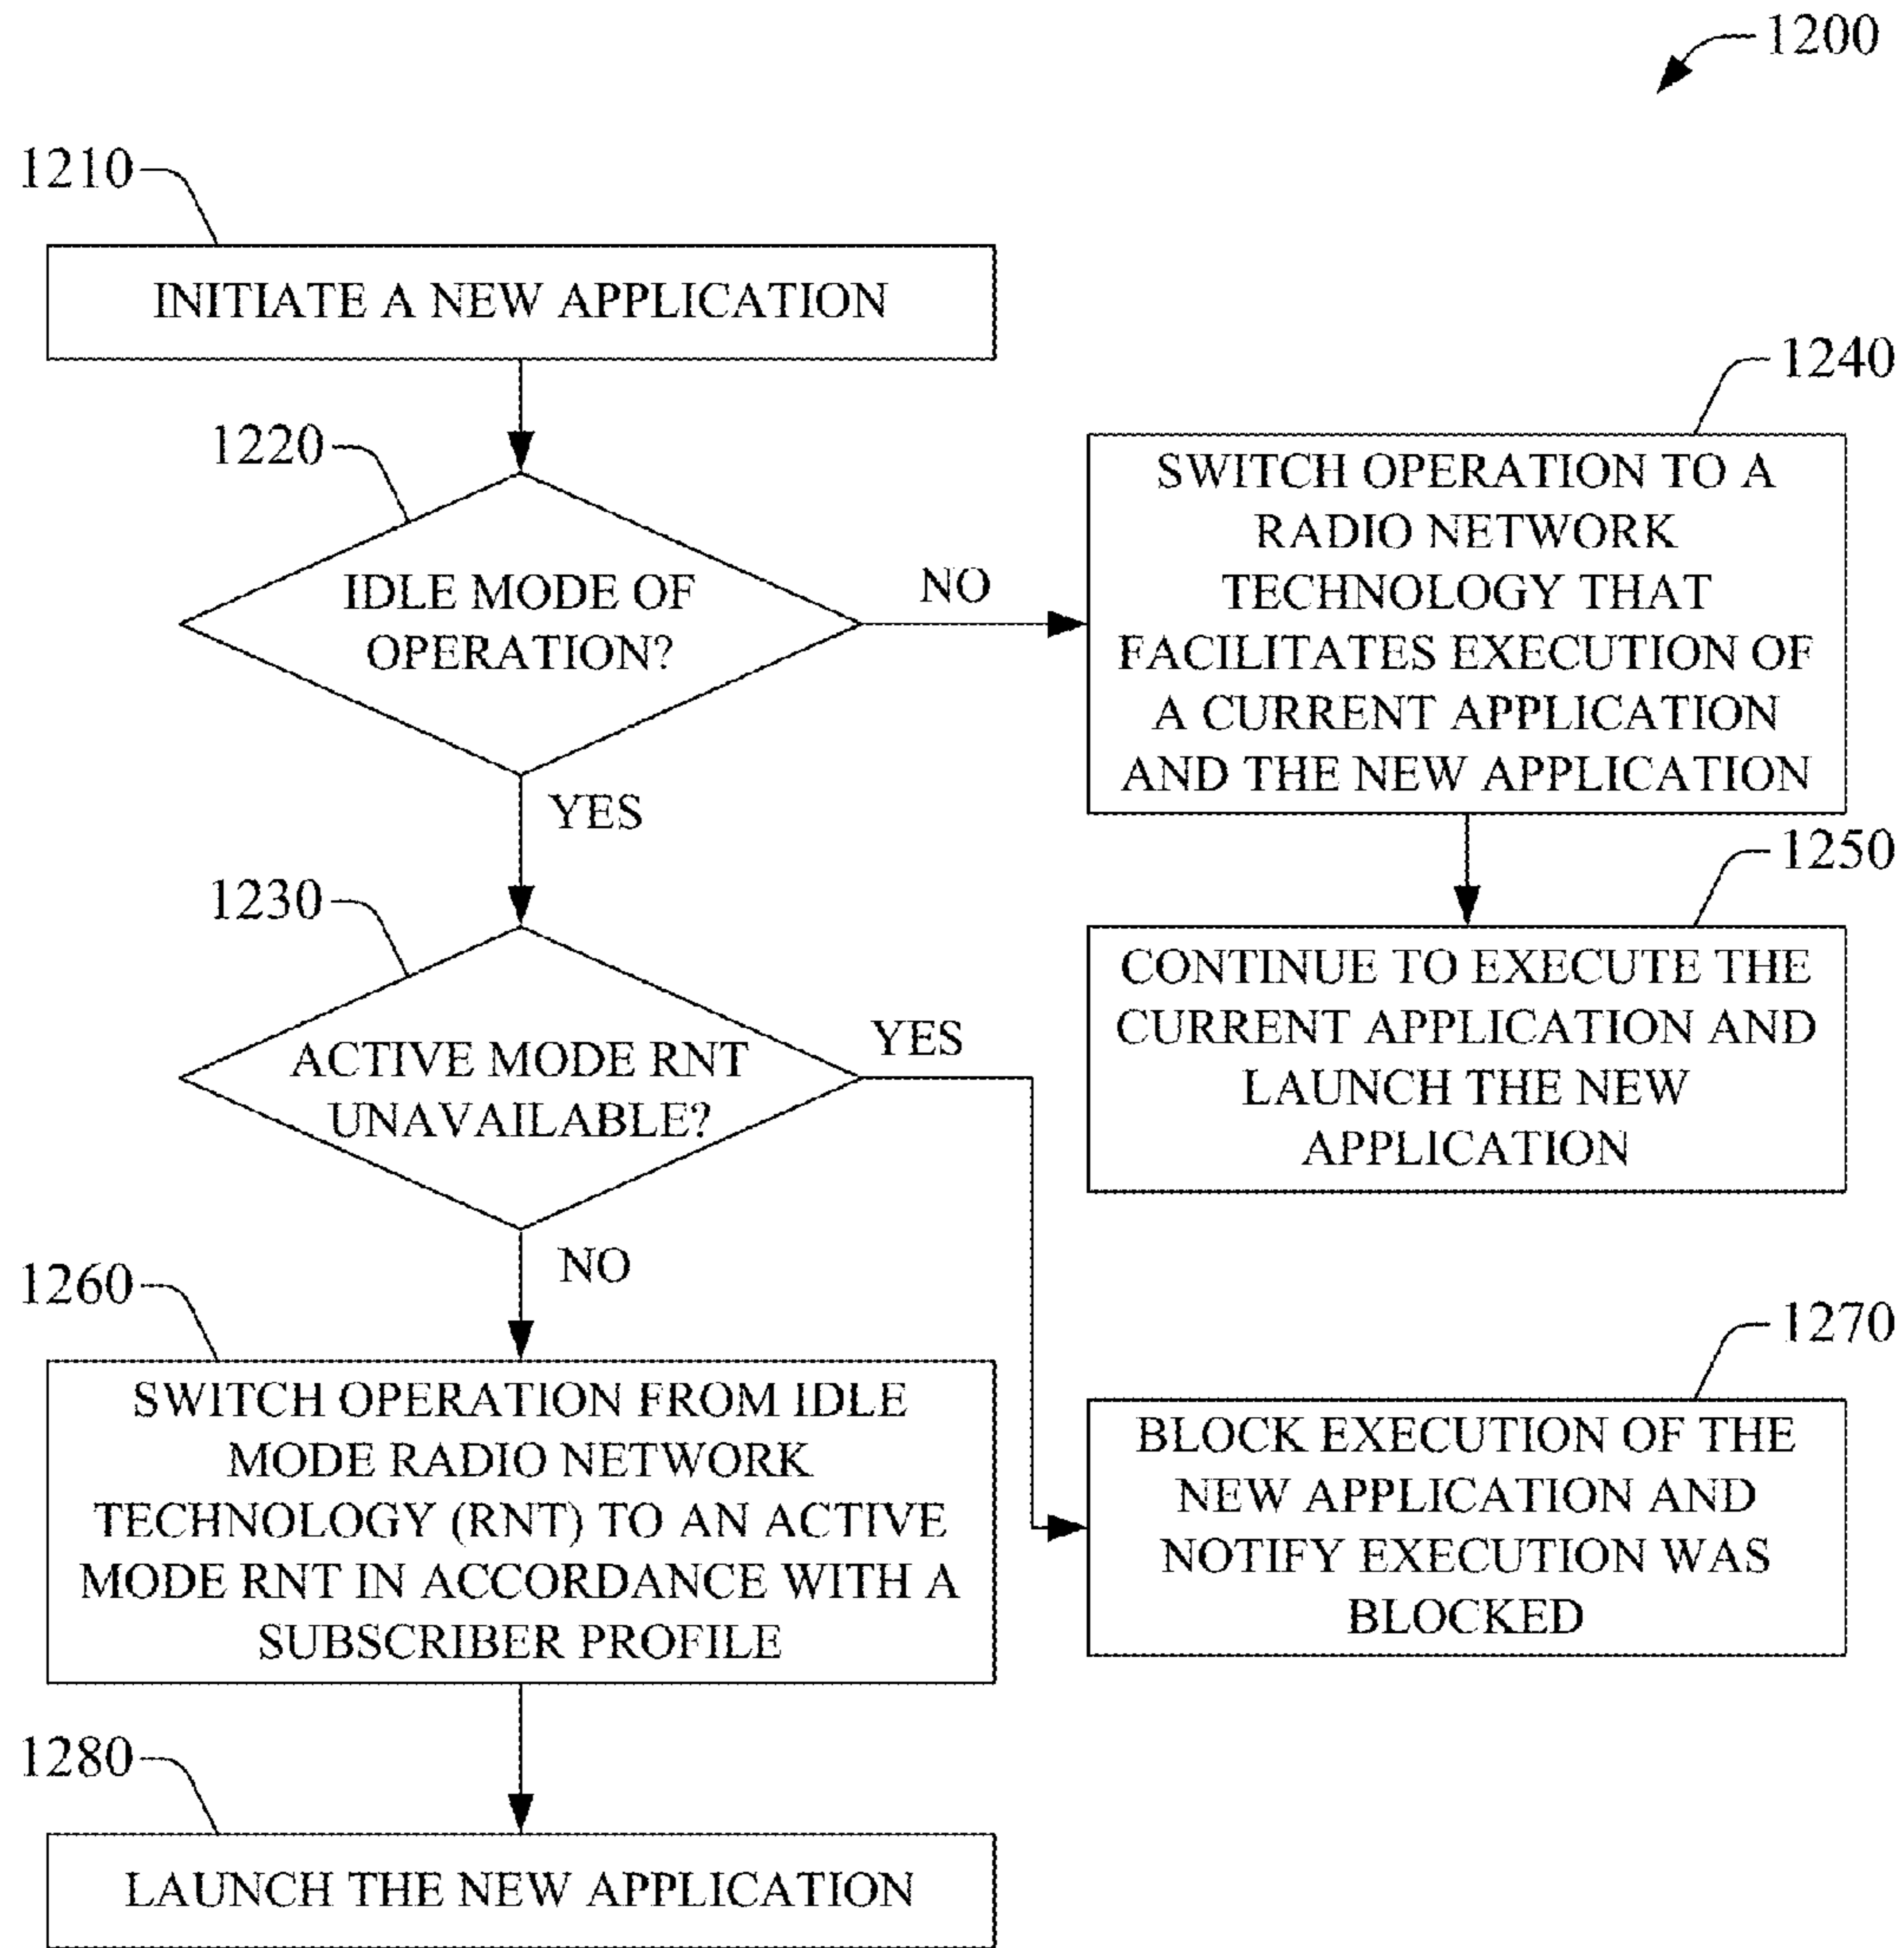 1200
1210
INITIATE A NEW APPLICATION
1220
IDLE MODE OF
OPERATION?
NO
YES
1240
SWITCH OPERATION TO A
RADIO NETWORK
TECHNOLOGY THAT
FACILITATES EXECUTION OF
A CURRENT APPLICATION
AND THE NEW APPLICATION
1250
CONTINUE TO EXECUTE THE
CURRENT APPLICATION AND
LAUNCH THE NEW
APPLICATION
1230
ACTIVE MODE RNT
UNAVAILABLE?
YES
NO
1260
SWITCH OPERATION FROM IDLE
MODE RADIO NETWORK
TECHNOLOGY (RNT) TO AN ACTIVE
MODE RNT IN ACCORDANCE WITH A
SUBSCRIBER PROFILE
1270
BLOCK EXECUTION OF THE
NEW APPLICATION AND
NOTIFY EXECUTION WAS
BLOCKED
1280
LAUNCH THE NEW APPLICATION